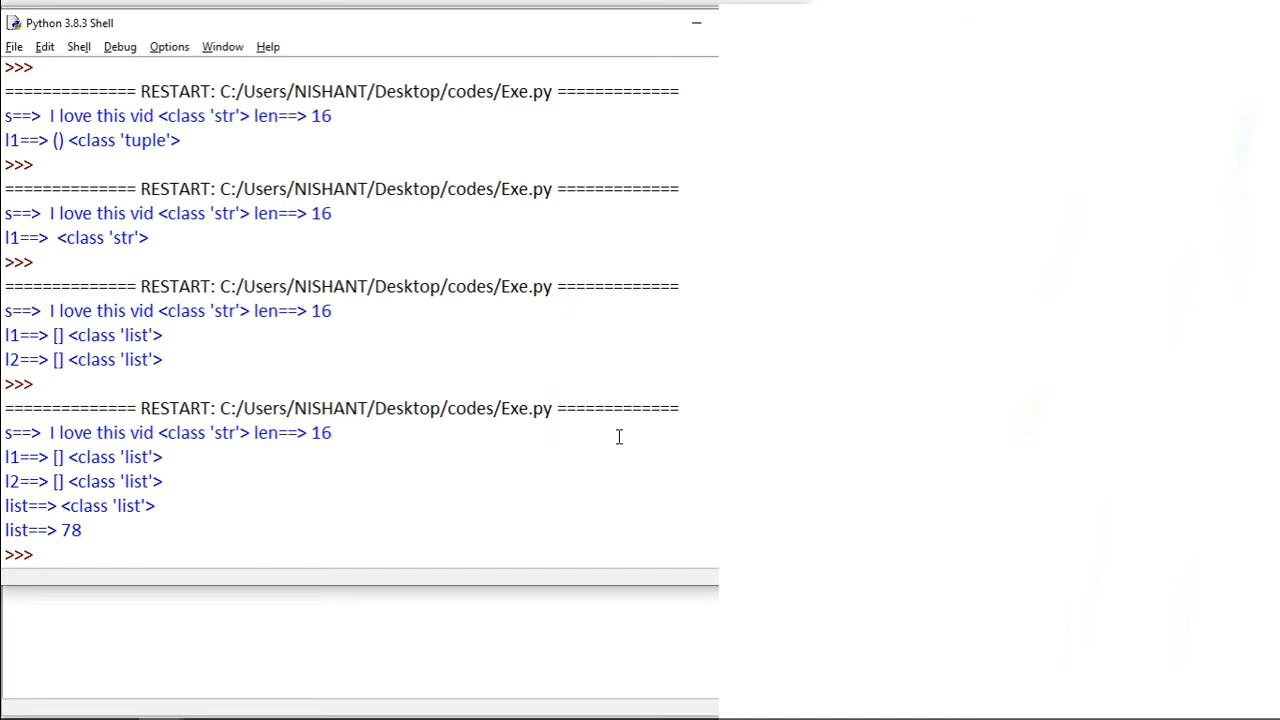 Python 3.8.3 Shell
File Edit Shell Debug Options Window Help
>>>
============== RESTART: C:/Users/NISHANT/Desktop/codes/Exe.py =============
s==>  I love this vid <class 'str'> len==> 16
l1==> () <class 'tuple'>
>>>
============== RESTART: C:/Users/NISHANT/Desktop/codes/Exe.py =============
s==>  I love this vid <class 'str'> len==> 16
l1==>  <class 'str'>
>>>
============== RESTART: C:/Users/NISHANT/Desktop/codes/Exe.py =============
s==>  I love this vid <class 'str'> len==> 16
l1==> [] <class 'list'>
l2==> [] <class 'list'>
>>>
============== RESTART: C:/Users/NISHANT/Desktop/codes/Exe.py =============
s==>  I love this vid <class 'str'> len==> 16
l1==> [] <class 'list'>
l2==> [] <class 'list'>
list==> <class 'list'>
list==> 78
>>>